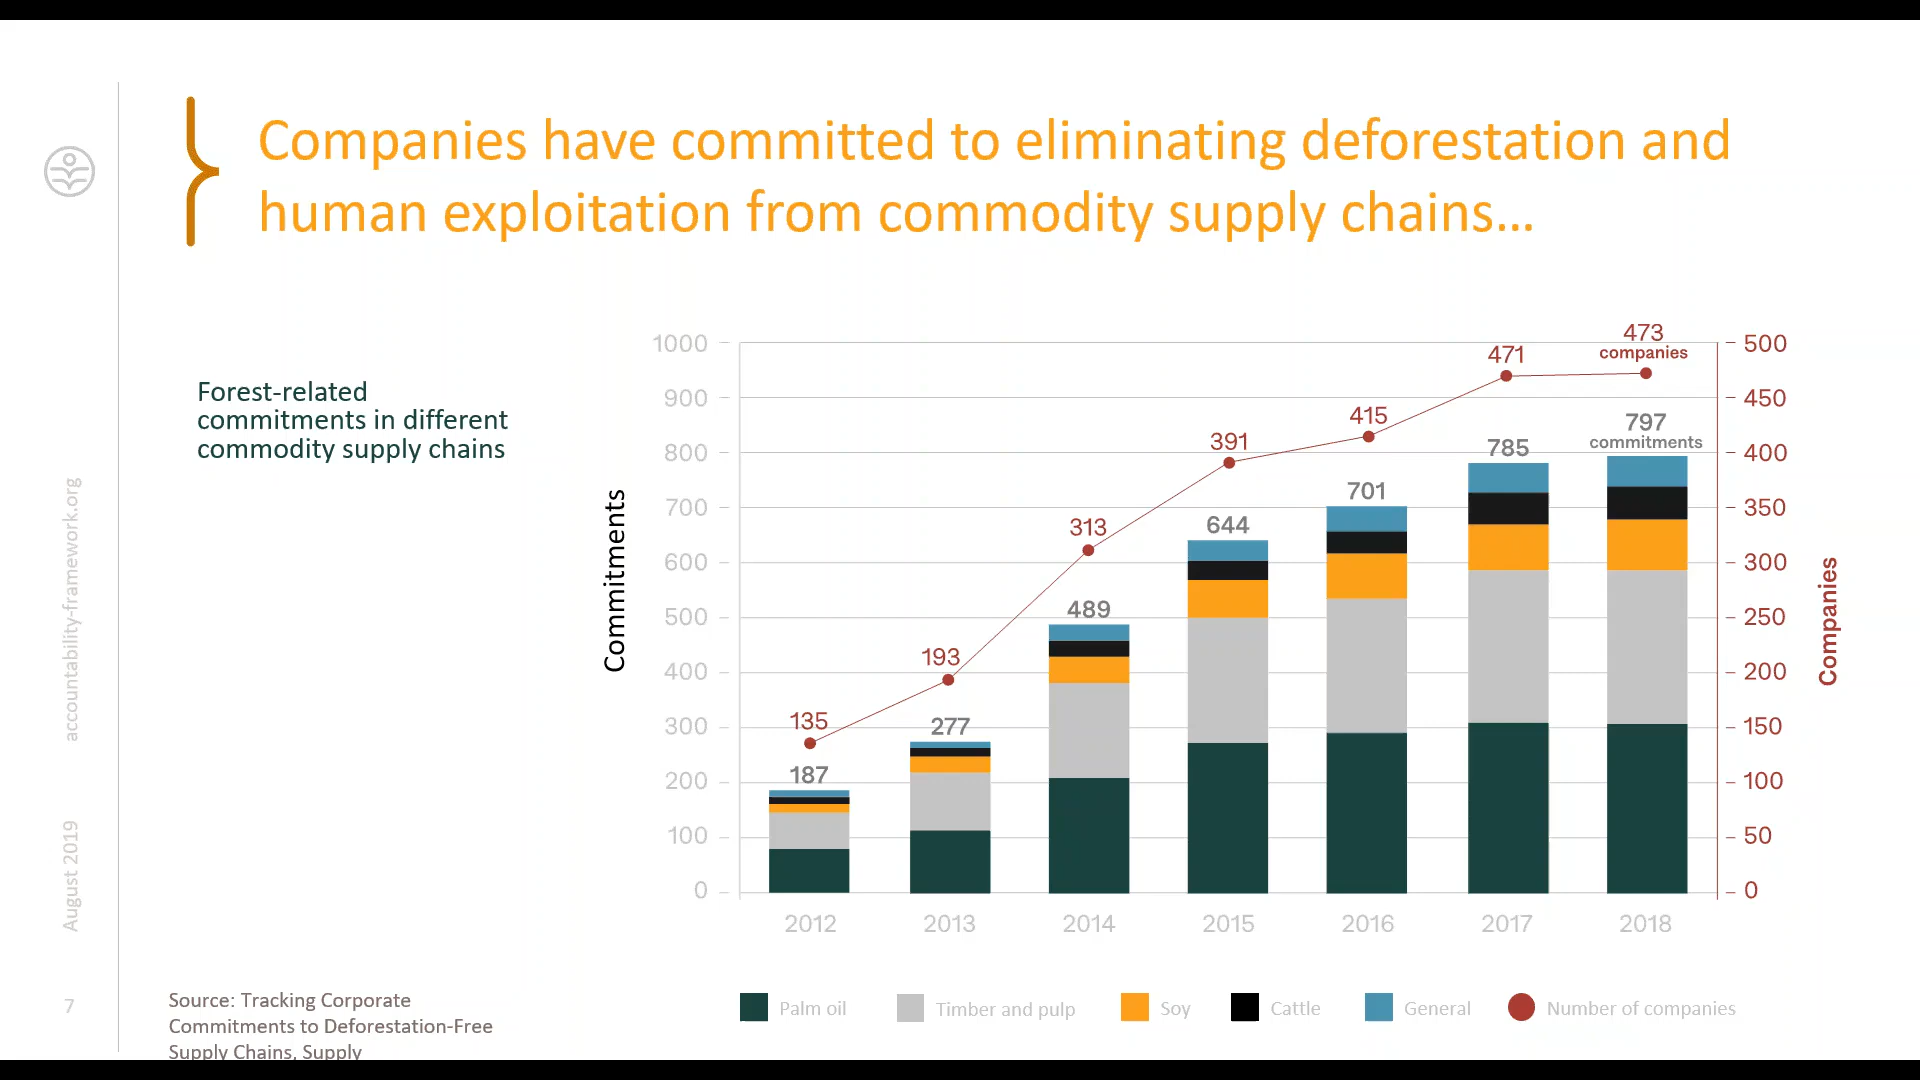 Companies have committed to eliminating deforestation and
human exploitation from commodity supply chains...
Forest-related
commitments in different
commodity supply chains
accountability-framework.org
August 2019
7
Commitments
1000
900
800
700
600
500
400
300
200
100
0
135
193
313
391
415
471
473
companies
187
277
489
644
701
785
797
commitments
500
450
400
350
300
250
200
150
100
50
0
Companies
2012 2013 2014 2015 2016 2017 2018
Palm oil Timber and pulp Soy Cattle General Number of companies
Source: Tracking Corporate
Commitments to Deforestation-Free
Supply Chains, Supply